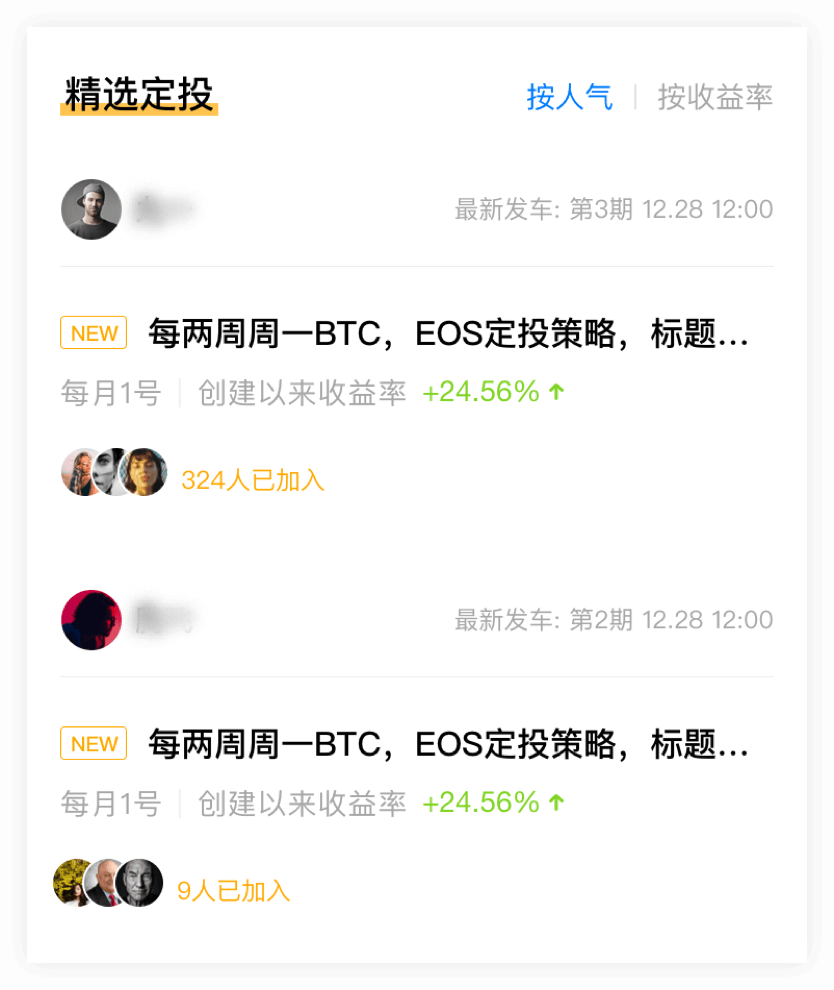 精选定投
按人气 | 按收益率
最新发车: 第3期 12.28 12:00
NEW 每两周周一BTC，EOS定投策略，标题...
每月1号 | 创建以来收益率 +24.56% ↑
324人已加入
最新发车: 第2期 12.28 12:00
NEW 每两周周一BTC，EOS定投策略，标题...
每月1号 | 创建以来收益率 +24.56% ↑
9人已加入